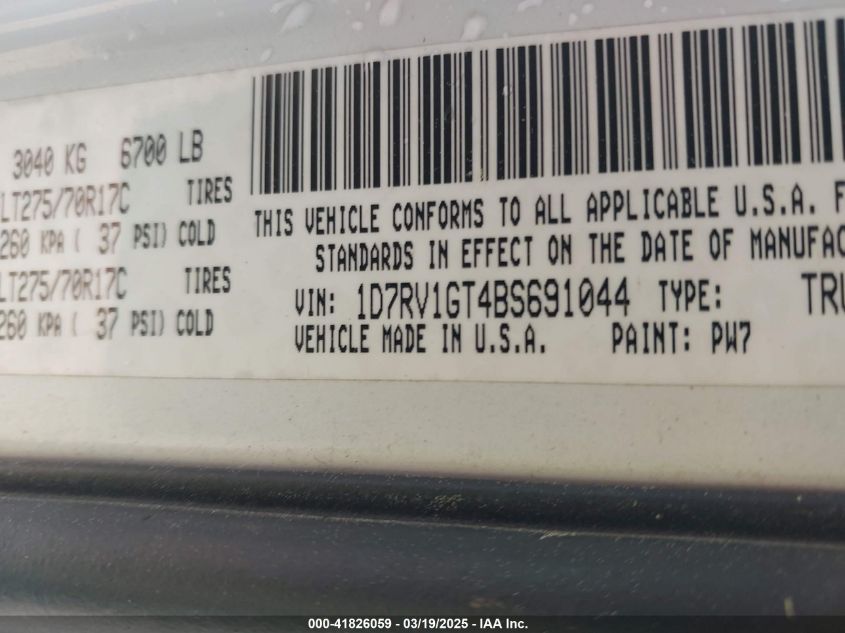 3040 KG 6700 LB
LT275/70R17C TIRES
260 KPA ( 37 PSI) COLD
LT275/70R17C TIRES
260 KPA ( 37 PSI) COLD
THIS VEHICLE CONFORMS TO ALL APPLICABLE U.S.A. F
STANDARDS IN EFFECT ON THE DATE OF MANUFAC
VIN: 1D7RV1GT4BS691044 TYPE: TRU
VEHICLE MADE IN U.S.A. PAINT: PW7
000-41826059 - 03/19/2025 - IAA Inc.